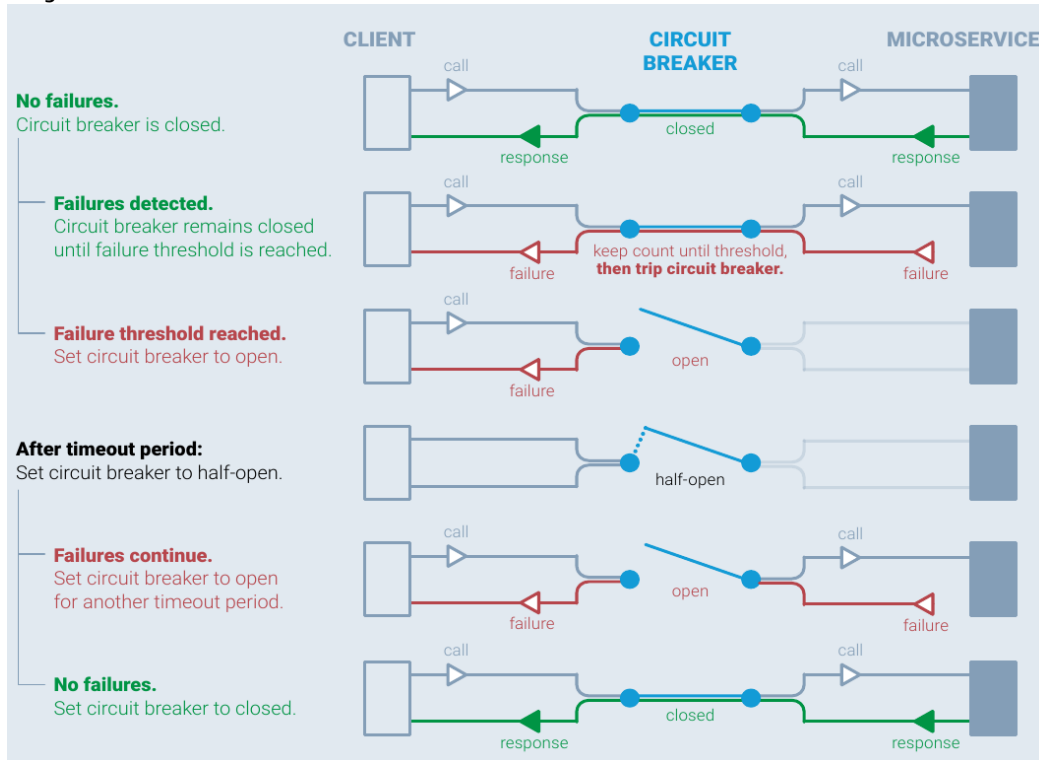 CLIENT
CIRCUIT
BREAKER
MICROSERVICE
No failures.
Circuit breaker is closed.
call
call
closed
response
response
Failures detected.
Circuit breaker remains closed
until failure threshold is reached.
call
call
keep count until threshold,
then trip circuit breaker.
failure
failure
Failure threshold reached.
Set circuit breaker to open.
call
open
failure
After timeout period:
Set circuit breaker to half-open.
half-open
Failures continue.
Set circuit breaker to open
for another timeout period.
call
call
open
failure
failure
No failures.
Set circuit breaker to closed.
call
call
closed
response
response